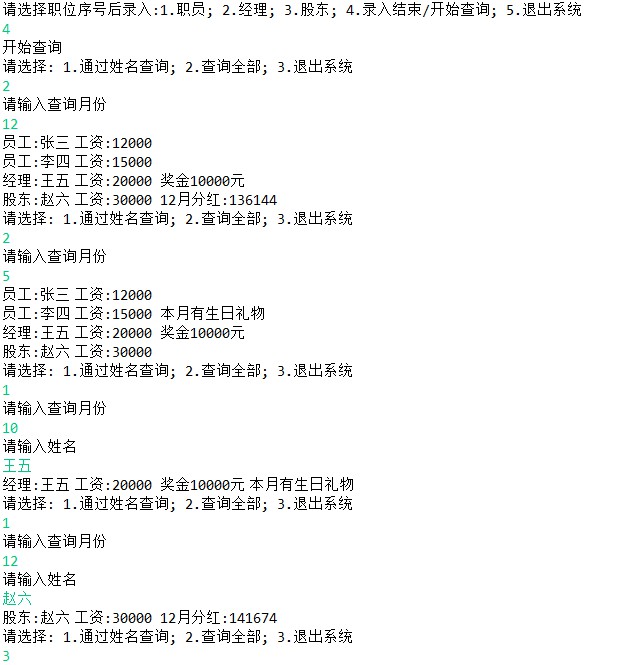 请选择职位序号后录入:1.职员; 2.经理; 3.股东; 4.录入结束/开始查询; 5.退出系统
4
开始查询
请选择: 1.通过姓名查询; 2.查询全部; 3.退出系统
2
请输入查询月份
12
员工:张三 工资:12000
员工:李四 工资:15000
经理:王五 工资:20000 奖金10000元
股东:赵六 工资:30000 12月分红:136144
请选择: 1.通过姓名查询; 2.查询全部; 3.退出系统
2
请输入查询月份
5
员工:张三 工资:12000
员工:李四 工资:15000 本月有生日礼物
经理:王五 工资:20000 奖金10000元
股东:赵六 工资:30000
请选择: 1.通过姓名查询; 2.查询全部; 3.退出系统
1
请输入查询月份
10
请输入姓名
王五
经理:王五 工资:20000 奖金10000元 本月有生日礼物
请选择: 1.通过姓名查询; 2.查询全部; 3.退出系统
1
请输入查询月份
12
请输入姓名
赵六
股东:赵六 工资:30000 12月分红:141674
请选择: 1.通过姓名查询; 2.查询全部; 3.退出系统
3